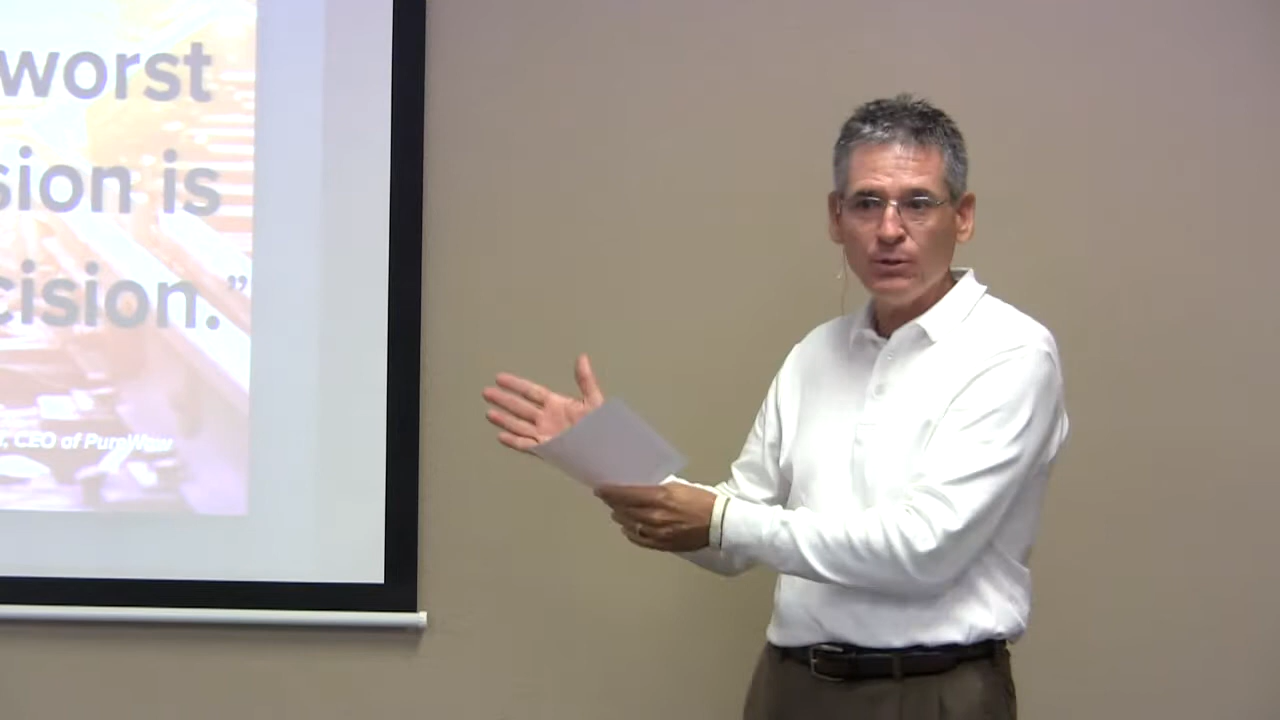 worst
sion is
cision.”
, CEO of PureWow